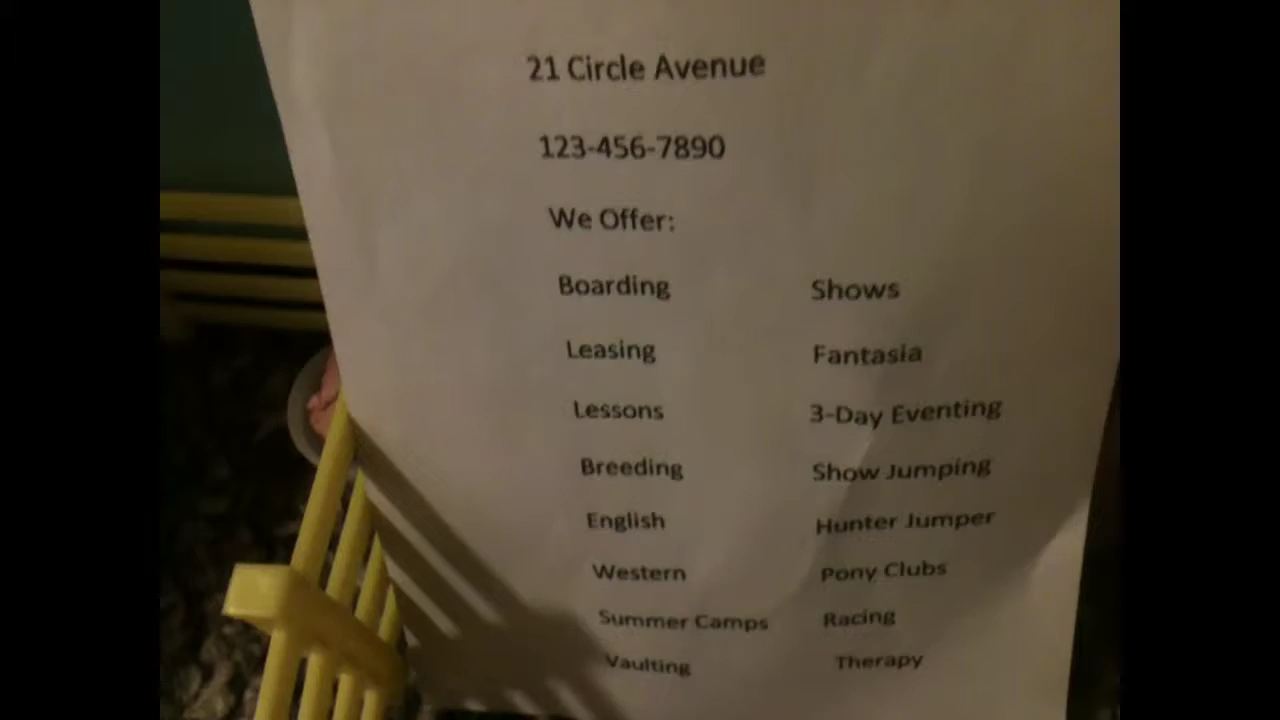 21 Circle Avenue
123-456-7890
We Offer:
Boarding Shows
Leasing Fantasia
Lessons 3-Day Eventing
Breeding Show Jumping
English Hunter Jumper
Western Pony Clubs
Summer Camps Racing
Vaulting Therapy